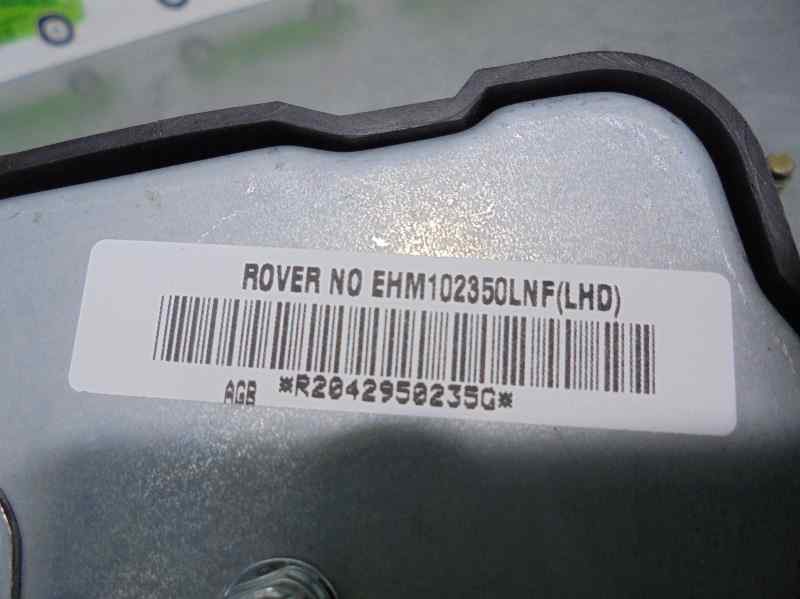 ROVER NO EHM102350LNF(LHD)
AGB *R2042950235G*